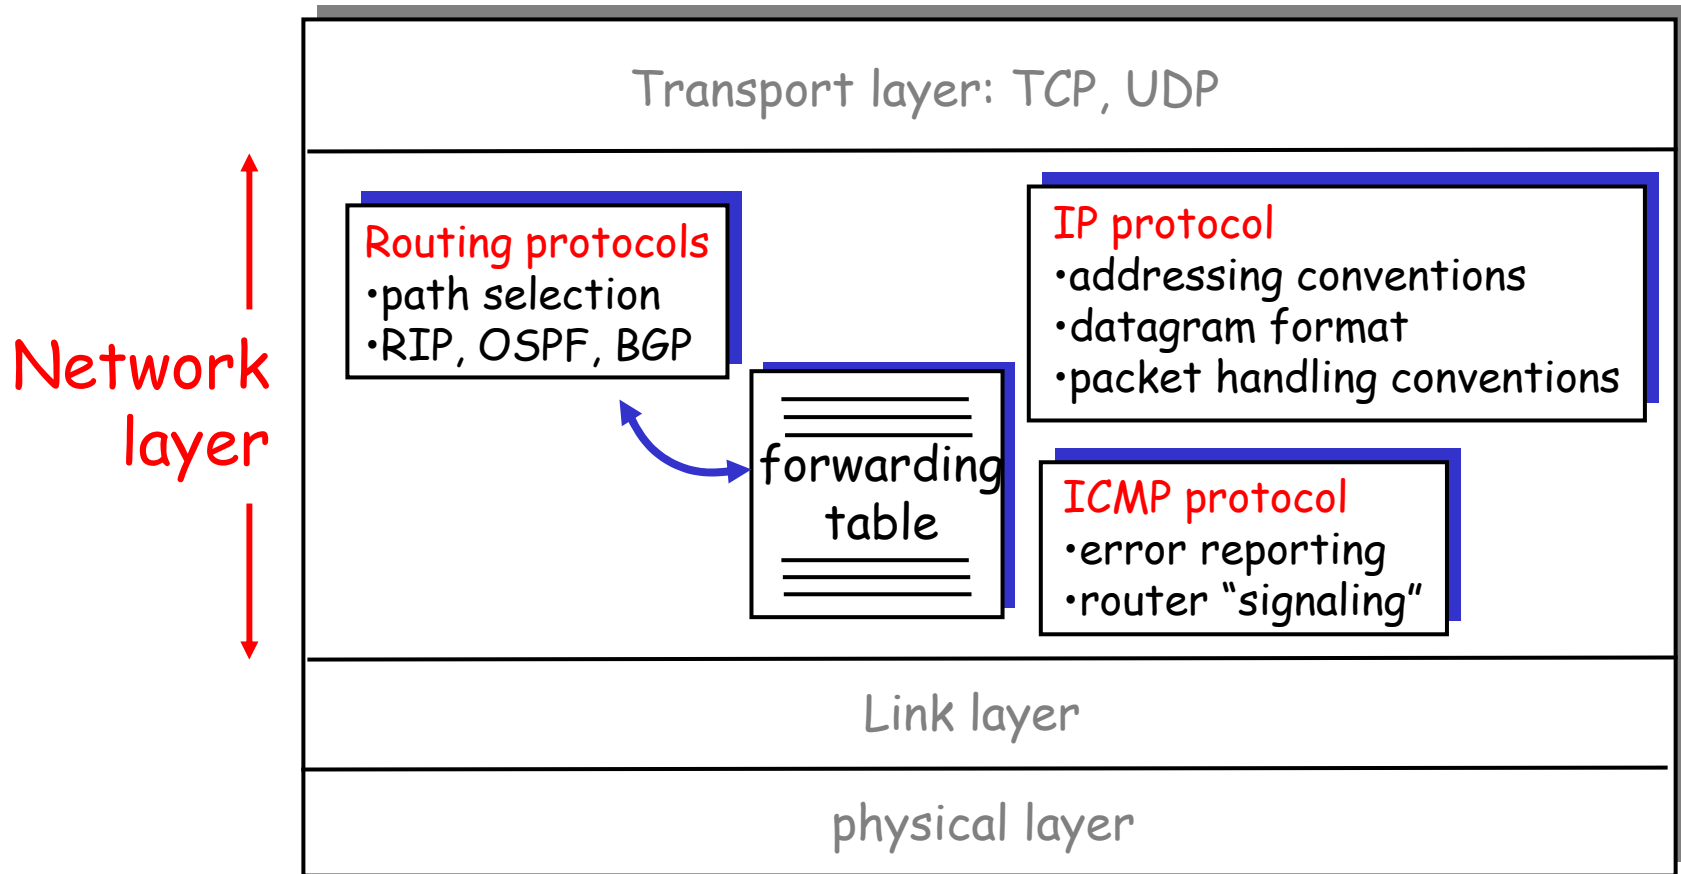 Transport layer: TCP, UDP
Network
layer
Routing protocols
•path selection
•RIP, OSPF, BGP
forwarding
table
IP protocol
•addressing conventions
•datagram format
•packet handling conventions
ICMP protocol
•error reporting
•router “signaling”
Link layer
physical layer